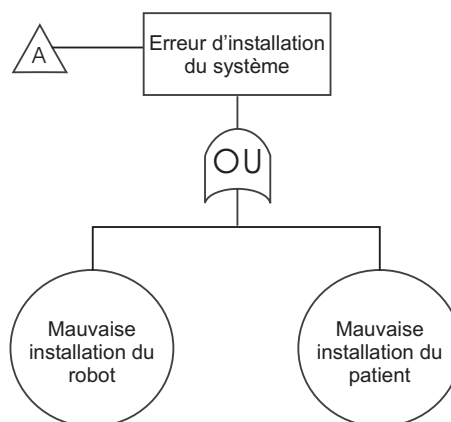 A
Erreur d'installation
du système
OU
Mauvaise
installation du
robot
Mauvaise
installation du
patient